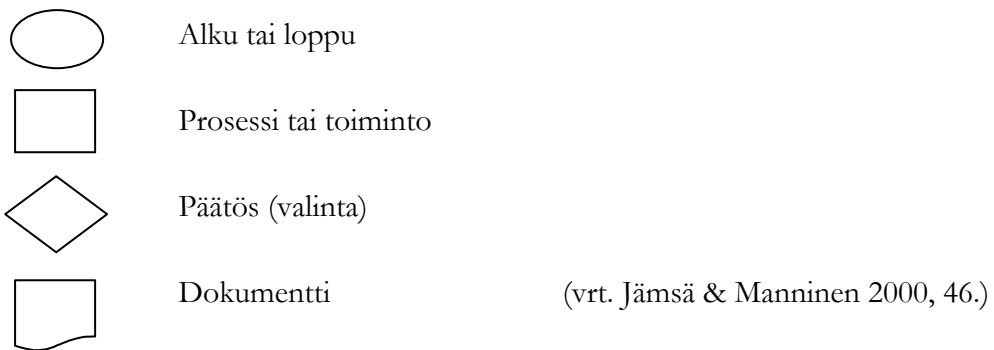 Alku tai loppu
Prosessi tai toiminto
Päätös (valinta)
Dokumentti (vrt. Jämsä & Manninen 2000, 46.)